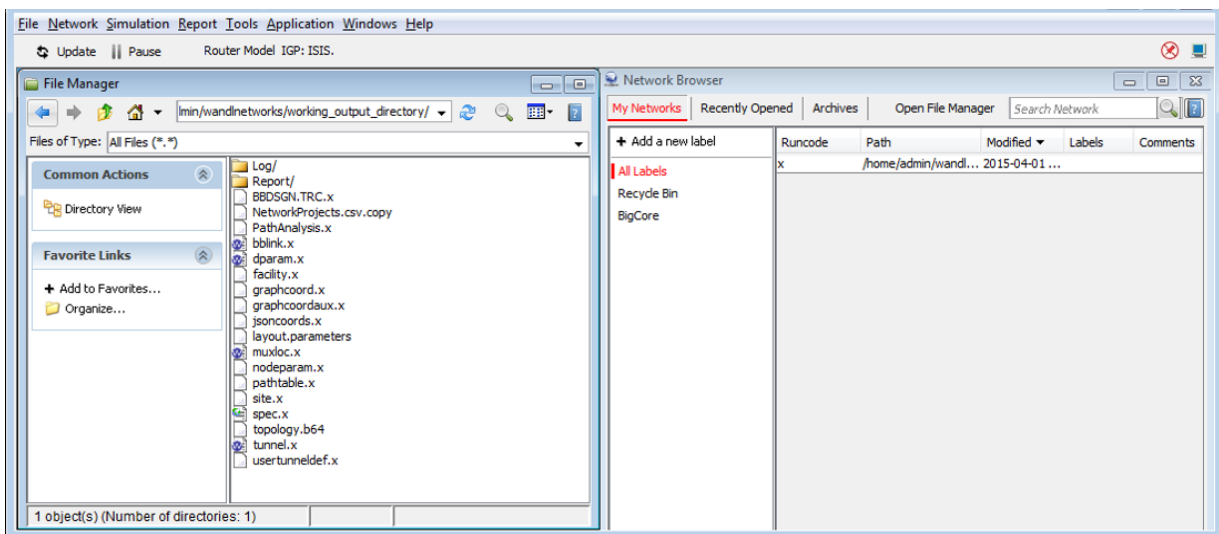 File Network Simulation Report Tools Application Windows Help
Update Pause Router Model IGP: ISIS.
File Manager
lmin/wandlnetworks/working_output_directory/
Files of Type: All Files (*.*)
Common Actions
Directory View
Favorite Links
Add to Favorites...
Organize...
Log/
Report/
BBDSGN.TRC.x
NetworkProjects.csv.copy
PathAnalysis.x
bblink.x
dparam.x
facility.x
graphcoord.x
graphcoordaux.x
jsoncoords.x
layout.parameters
muxloc.x
nodeparam.x
pathtable.x
site.x
spec.x
topology.b64
tunnel.x
usertunneldef.x
1 object(s) (Number of directories: 1)
Network Browser
My Networks Recently Opened Archives Open File Manager Search Network
+ Add a new label
All Labels
Recycle Bin
BigCore
Runcode Path Modified Labels Comments
x /home/admin/wandl... 2015-04-01 ...